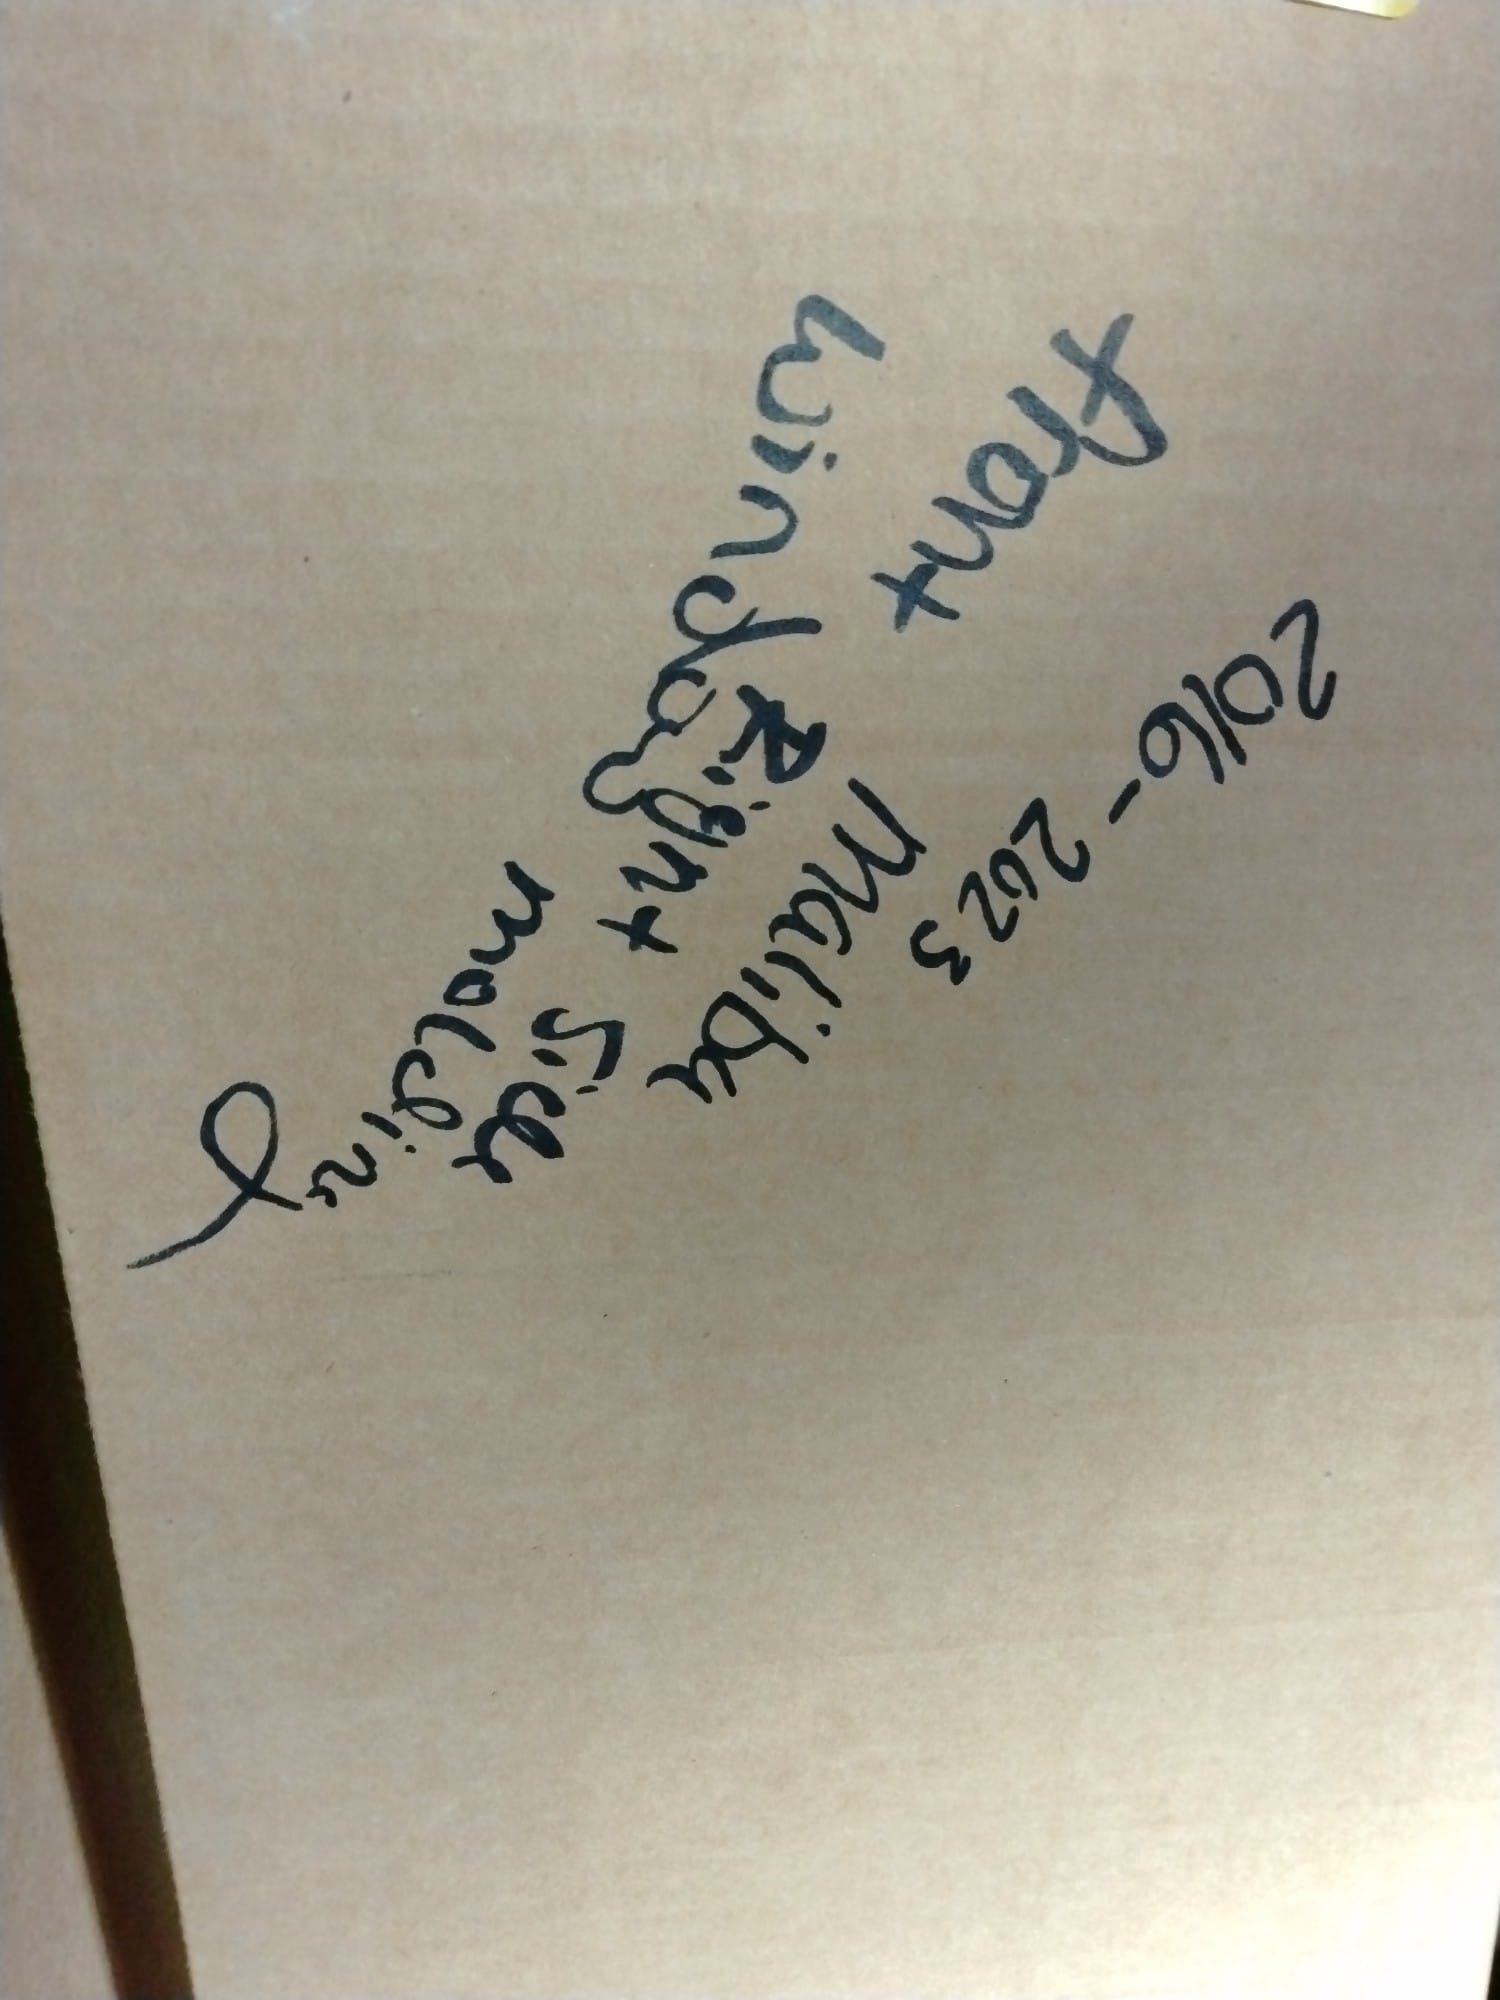 2016-2023
Malibu
front Right side
window molding